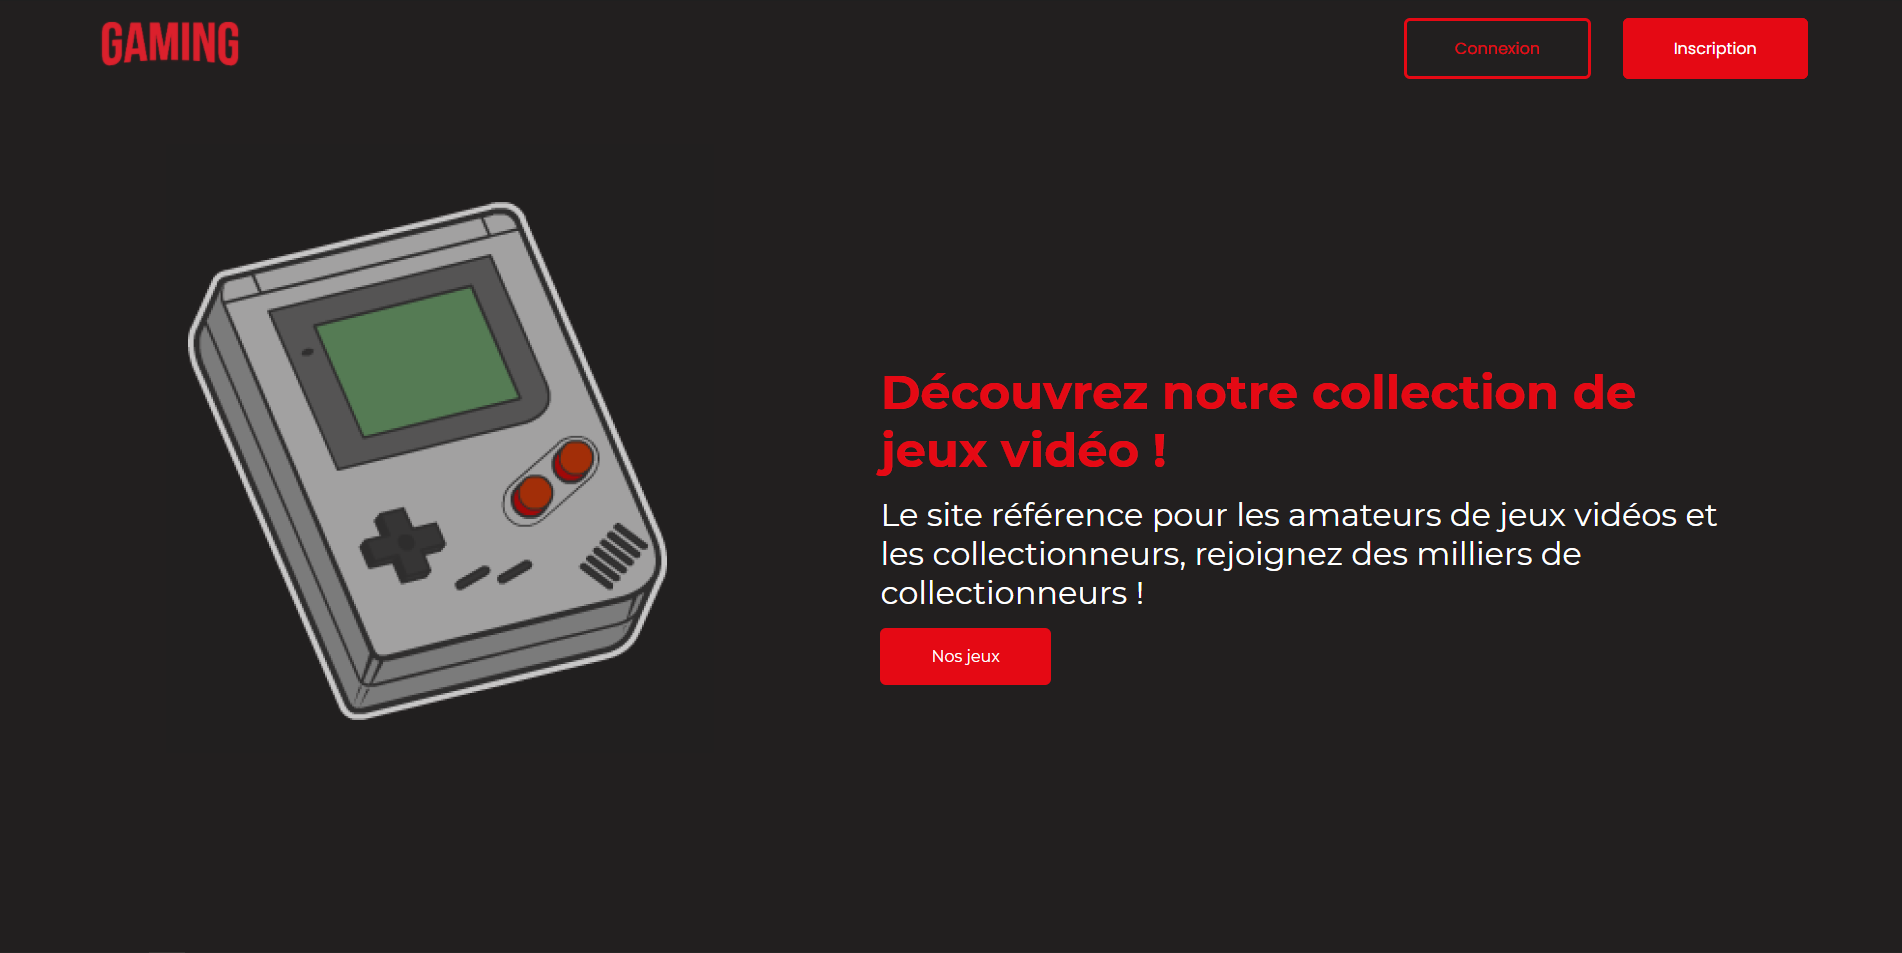 GAMING
Connexion
Inscription
Découvrez notre collection de
jeux vidéo !
Le site référence pour les amateurs de jeux vidéos et
les collectionneurs, rejoignez des milliers de
collectionneurs !
Nos jeux